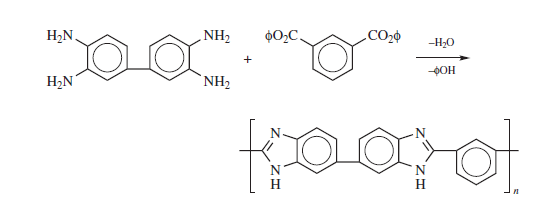 H₂N NH₂ ϕO₂C CO₂ϕ –H₂O
+
H₂N NH₂ –ϕOH
N N
N N
H H
n